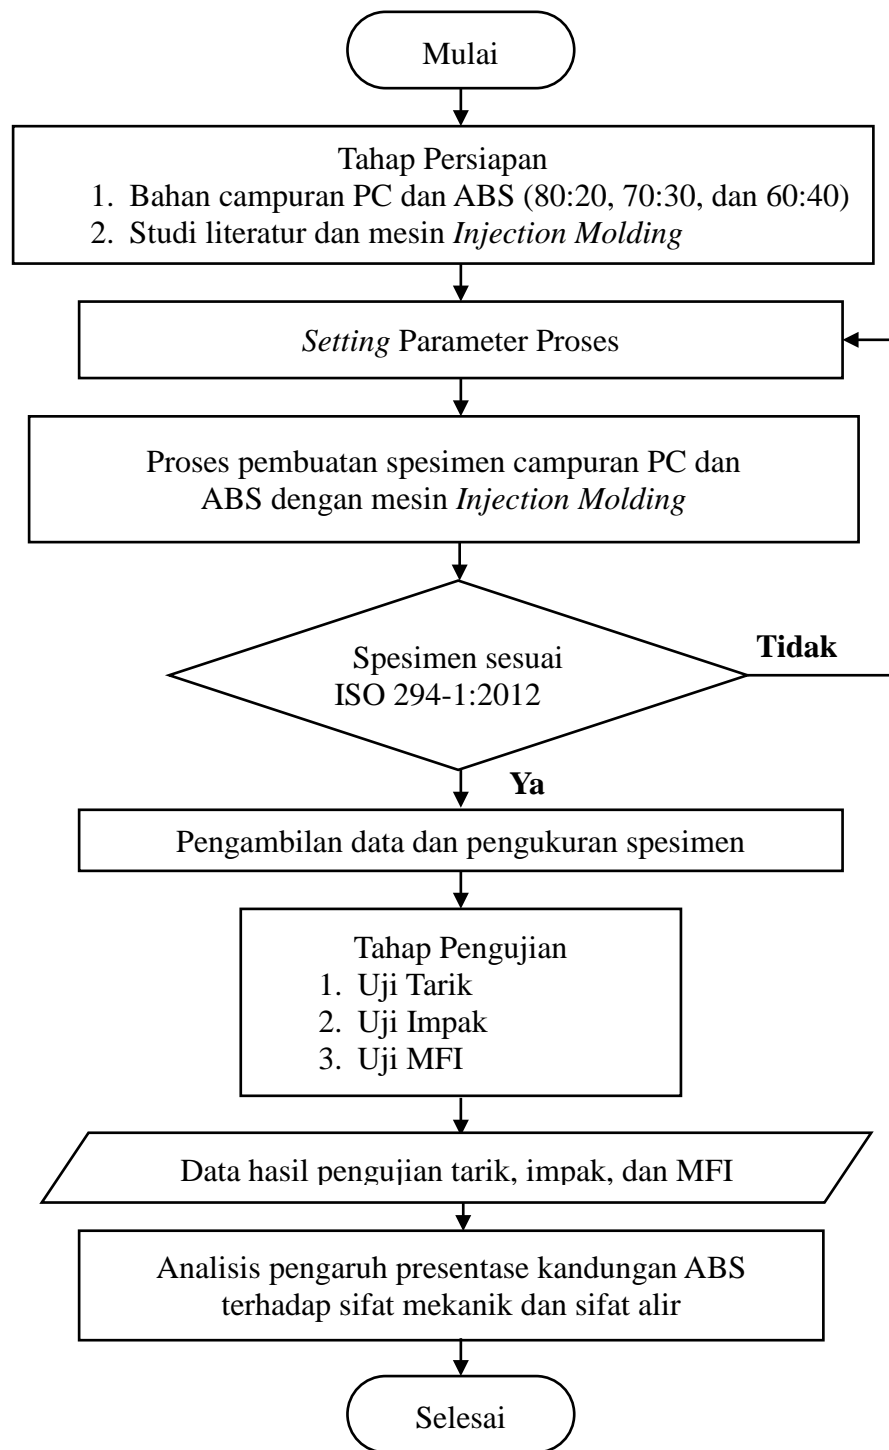 Mulai
Tahap Persiapan
1. Bahan campuran PC dan ABS (80:20, 70:30, dan 60:40)
2. Studi literatur dan mesin Injection Molding
Setting Parameter Proses
Proses pembuatan spesimen campuran PC dan
ABS dengan mesin Injection Molding
Spesimen sesuai
ISO 294-1:2012
Tidak
Ya
Pengambilan data dan pengukuran spesimen
Tahap Pengujian
1. Uji Tarik
2. Uji Impak
3. Uji MFI
Data hasil pengujian tarik, impak, dan MFI
Analisis pengaruh presentase kandungan ABS
terhadap sifat mekanik dan sifat alir
Selesai